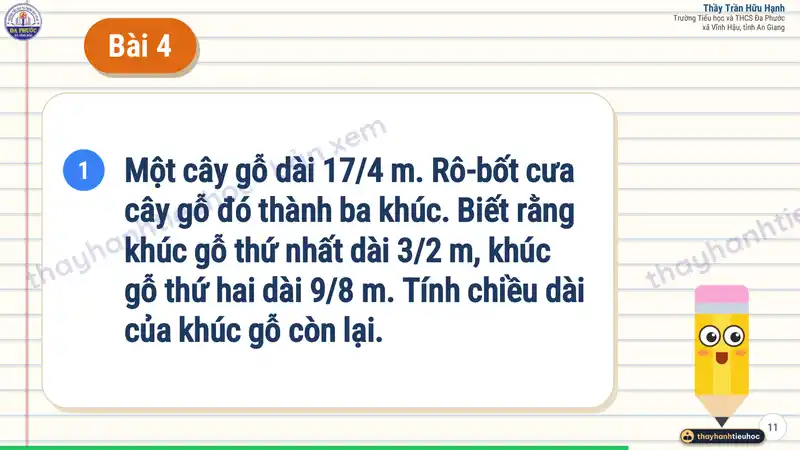 Thầy Trần Hữu Hạnh
Trường Tiểu học và THCS Đa Phước
xã Vĩnh Hậu, tỉnh An Giang
ĐA PHƯỚC
Bài 4
1
Một cây gỗ dài 17/4 m. Rô-bốt cưa
cây gỗ đó thành ba khúc. Biết rằng
khúc gỗ thứ nhất dài 3/2 m, khúc
gỗ thứ hai dài 9/8 m. Tính chiều dài
của khúc gỗ còn lại.
thayhanhtieuhoc
11